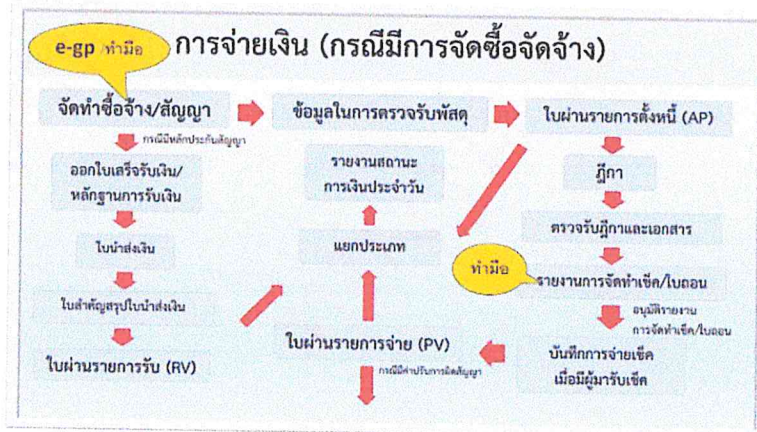 e-gp /ทำมือ
การจ่ายเงิน (กรณีมีการจัดซื้อจัดจ้าง)
จัดทำซื้อจ้าง/สัญญา
ข้อมูลในการตรวจรับพัสดุ
ใบผ่านรายการตั้งหนี้ (AP)
กรณีมีหลักประกันสัญญา
ออกใบเสร็จรับเงิน/
หลักฐานการรับเงิน
รายงานสถานะ
การเงินประจำวัน
ฎีกา
ตรวจรับฎีกาและเอกสาร
ใบนำส่งเงิน
แยกประเภท
ทำมือ
รายงานการจัดทำเช็ค/ใบถอน
ใบสำคัญสรุปใบนำส่งเงิน
อนุมัติรายงาน
การจัดทำเช็ค/ใบถอน
ใบผ่านรายการจ่าย (PV)
บันทึกการจ่ายเช็ค
เมื่อมีผู้มารับเช็ค
ใบผ่านรายการรับ (RV)
กรณีมีค่าปรับการผิดสัญญา